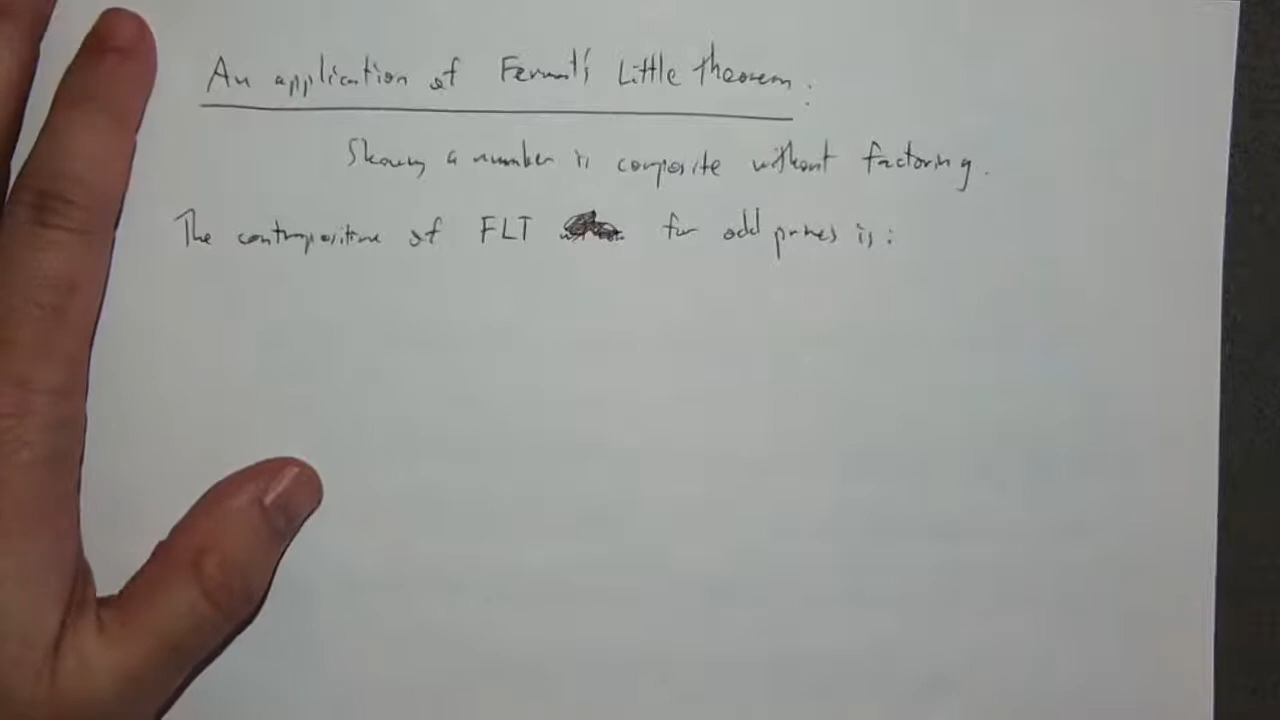 An application of Fermat's Little Theorem:
Showing a number is composite without factoring.
The contrapositive of FLT for odd primes is: